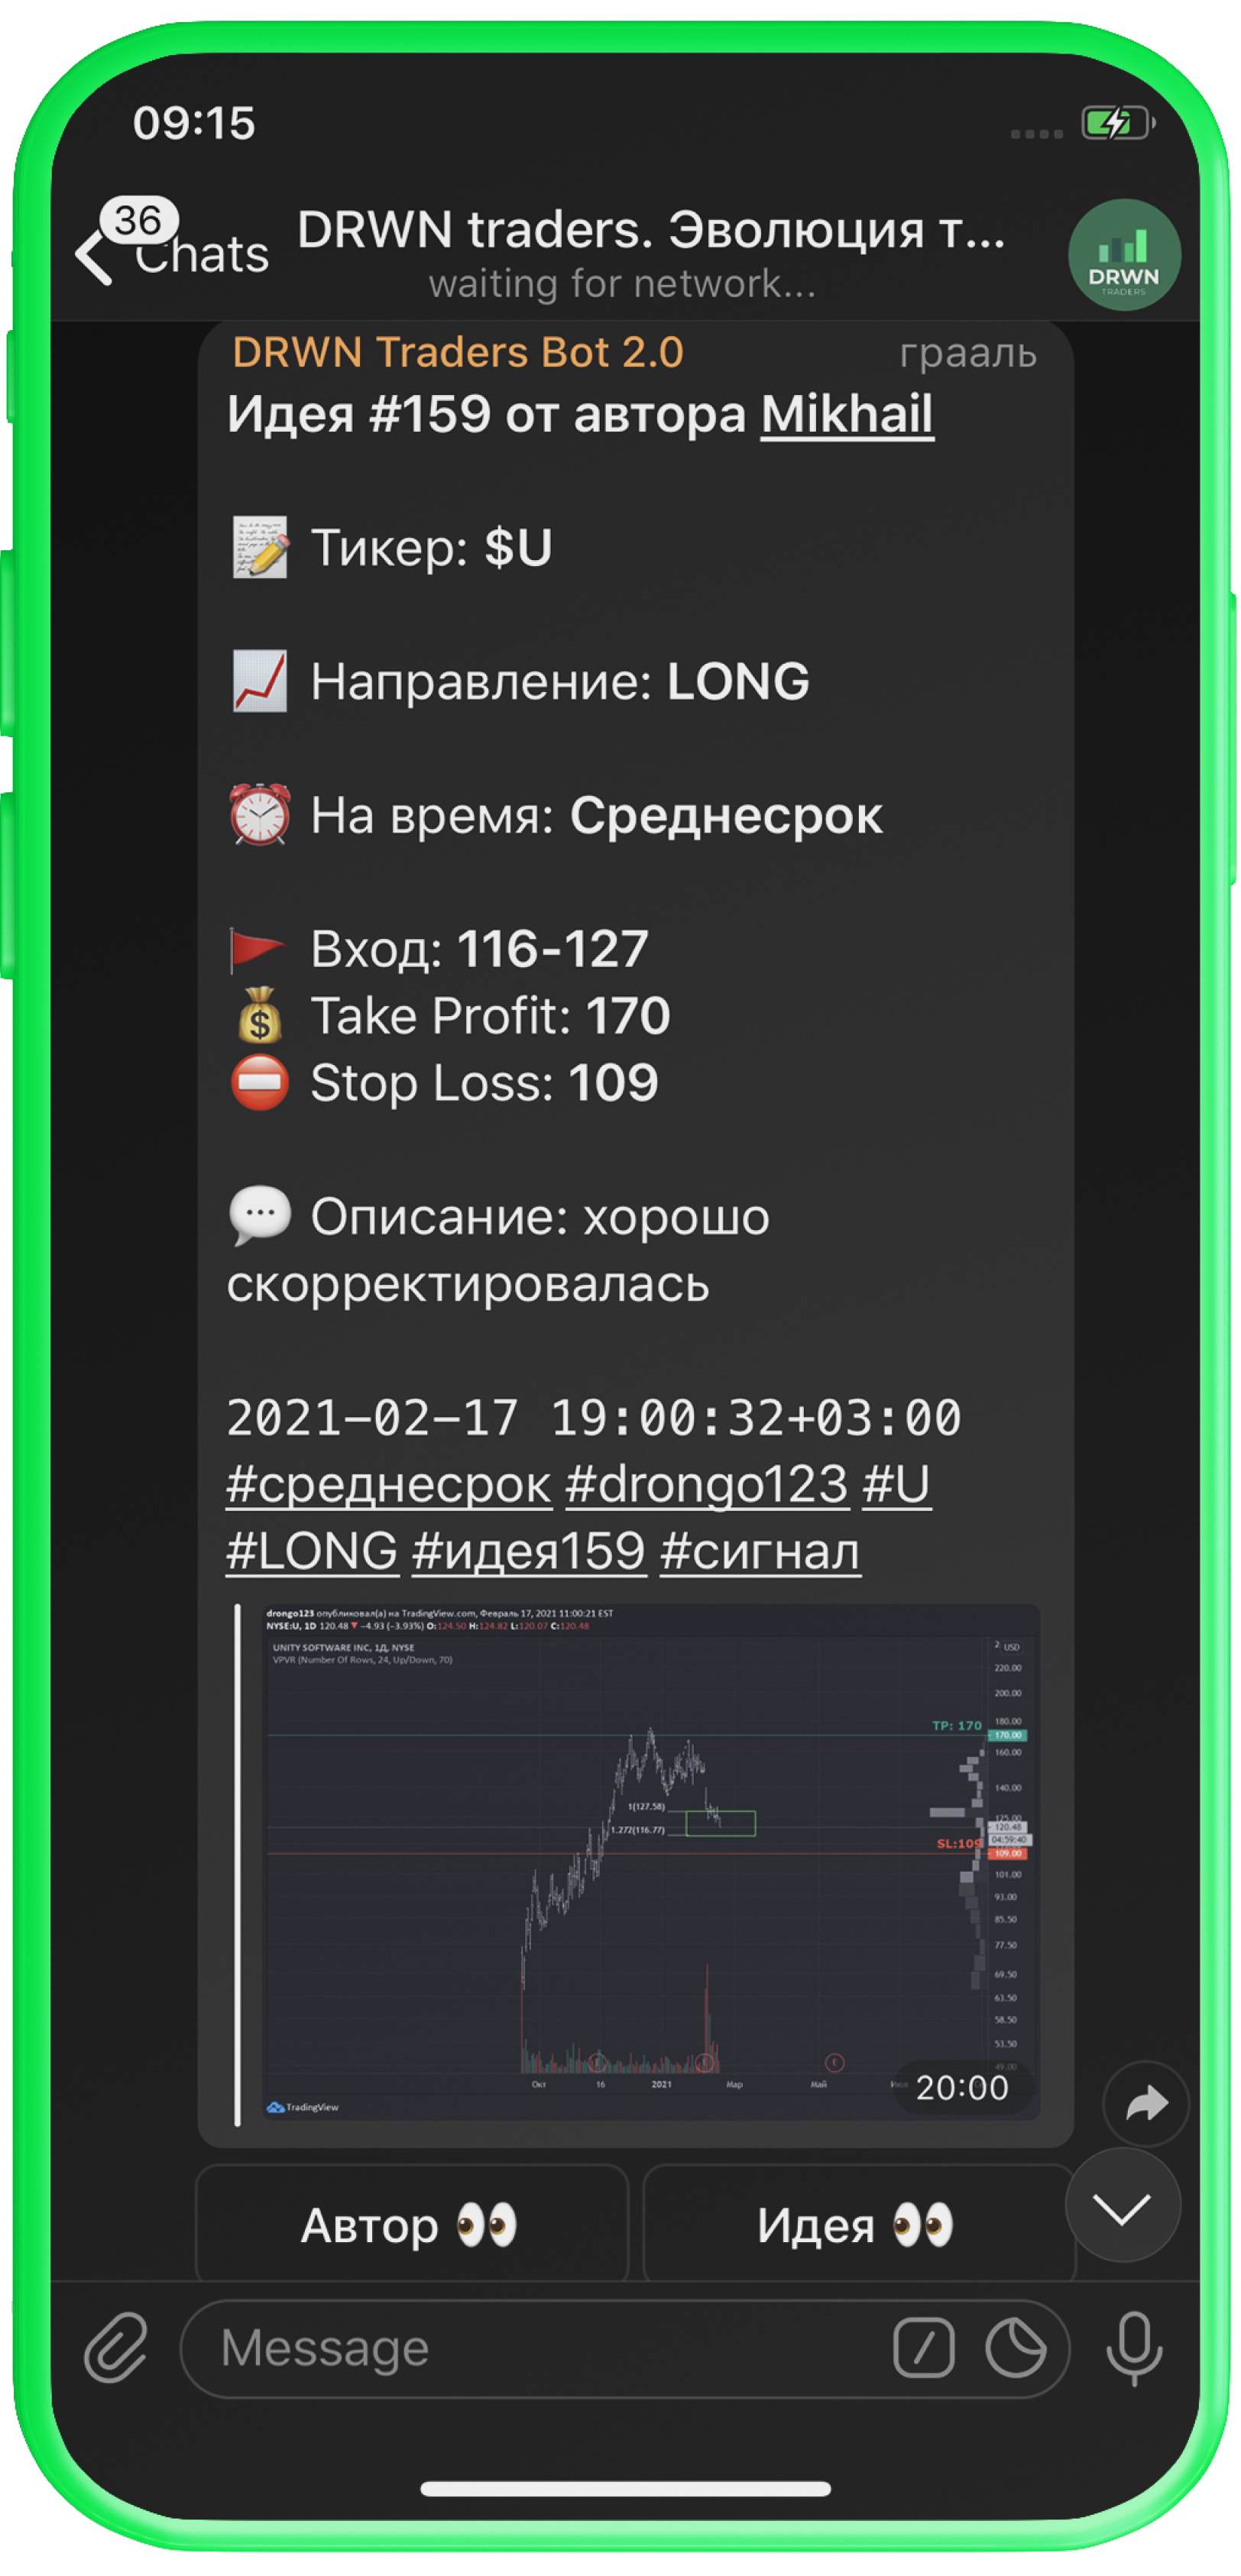 09:15
36
Chats
DRWN traders. Эволюция т...
waiting for network...
DRWN
TRADERS
DRWN Traders Bot 2.0
грааль
Идея #159 от автора Mikhail
Тикер: $U
Направление: LONG
На время: Среднесрок
Вход: 116-127
Take Profit: 170
Stop Loss: 109
Описание: хорошо
скорректировалась
2021-02-17 19:00:32+03:00
#среднесрок #drongo123 #U
#LONG #идея159 #сигнал
drongo123 опубликовал(а) на TradingView.com, Февраль 17, 2021 11:00:21 EST
NYSE:U, 1D 120.48 ▼ −4.93 (−3.93%) O:124.50 H:124.82 L:120.07 C:120.48
UNITY SOFTWARE INC, 1Д, NYSE
VPVR (Number Of Rows, 24, Up/Down, 70)
USD
220.00
200.00
180.00
TP: 170
170.00
160.00
140.00
1(127.58)
125.00
120.48
1.272(116.77)
04:59:40
SL:109
109.00
101.00
93.00
85.50
77.50
69.50
63.50
58.50
53.50
49.00
Окт
16
2021
Мар
Май
20:00
TradingView
Автор
Идея
Message